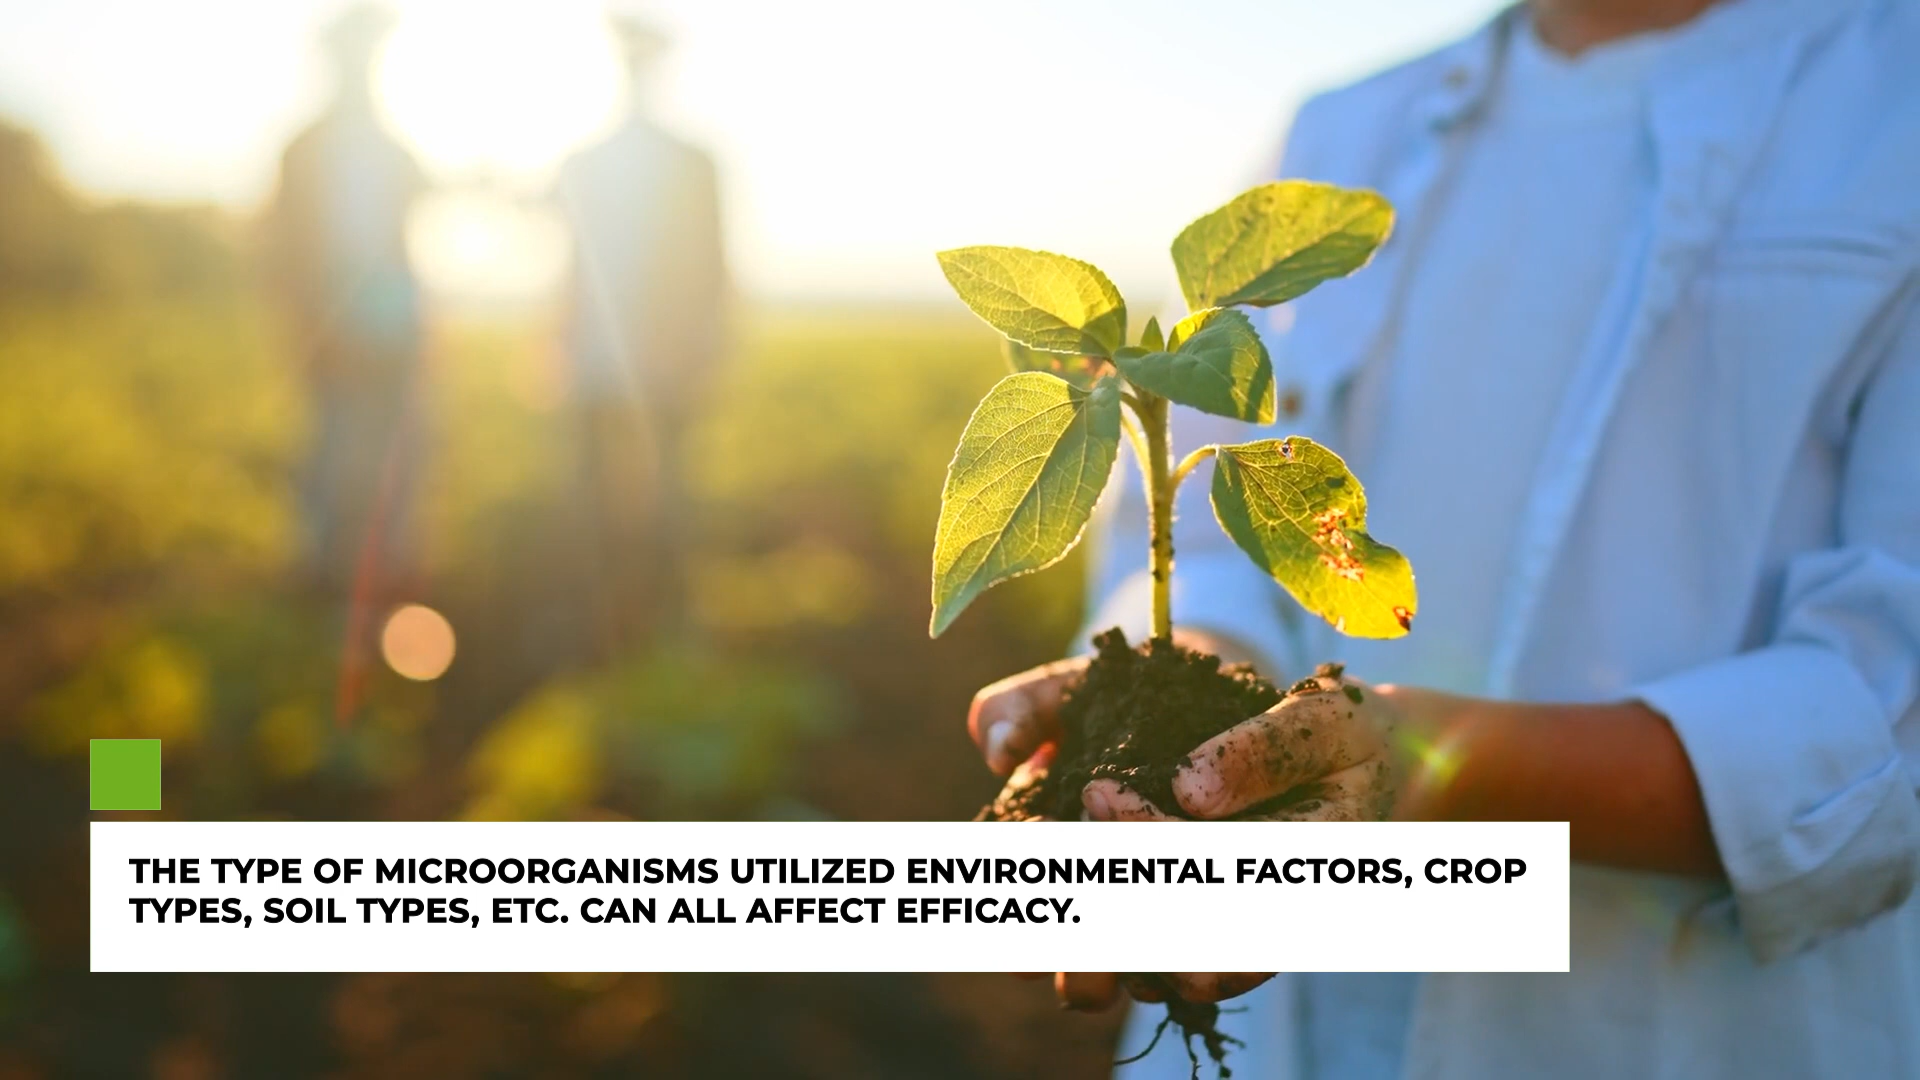 THE TYPE OF MICROORGANISMS UTILIZED ENVIRONMENTAL FACTORS, CROP
TYPES, SOIL TYPES, ETC. CAN ALL AFFECT EFFICACY.